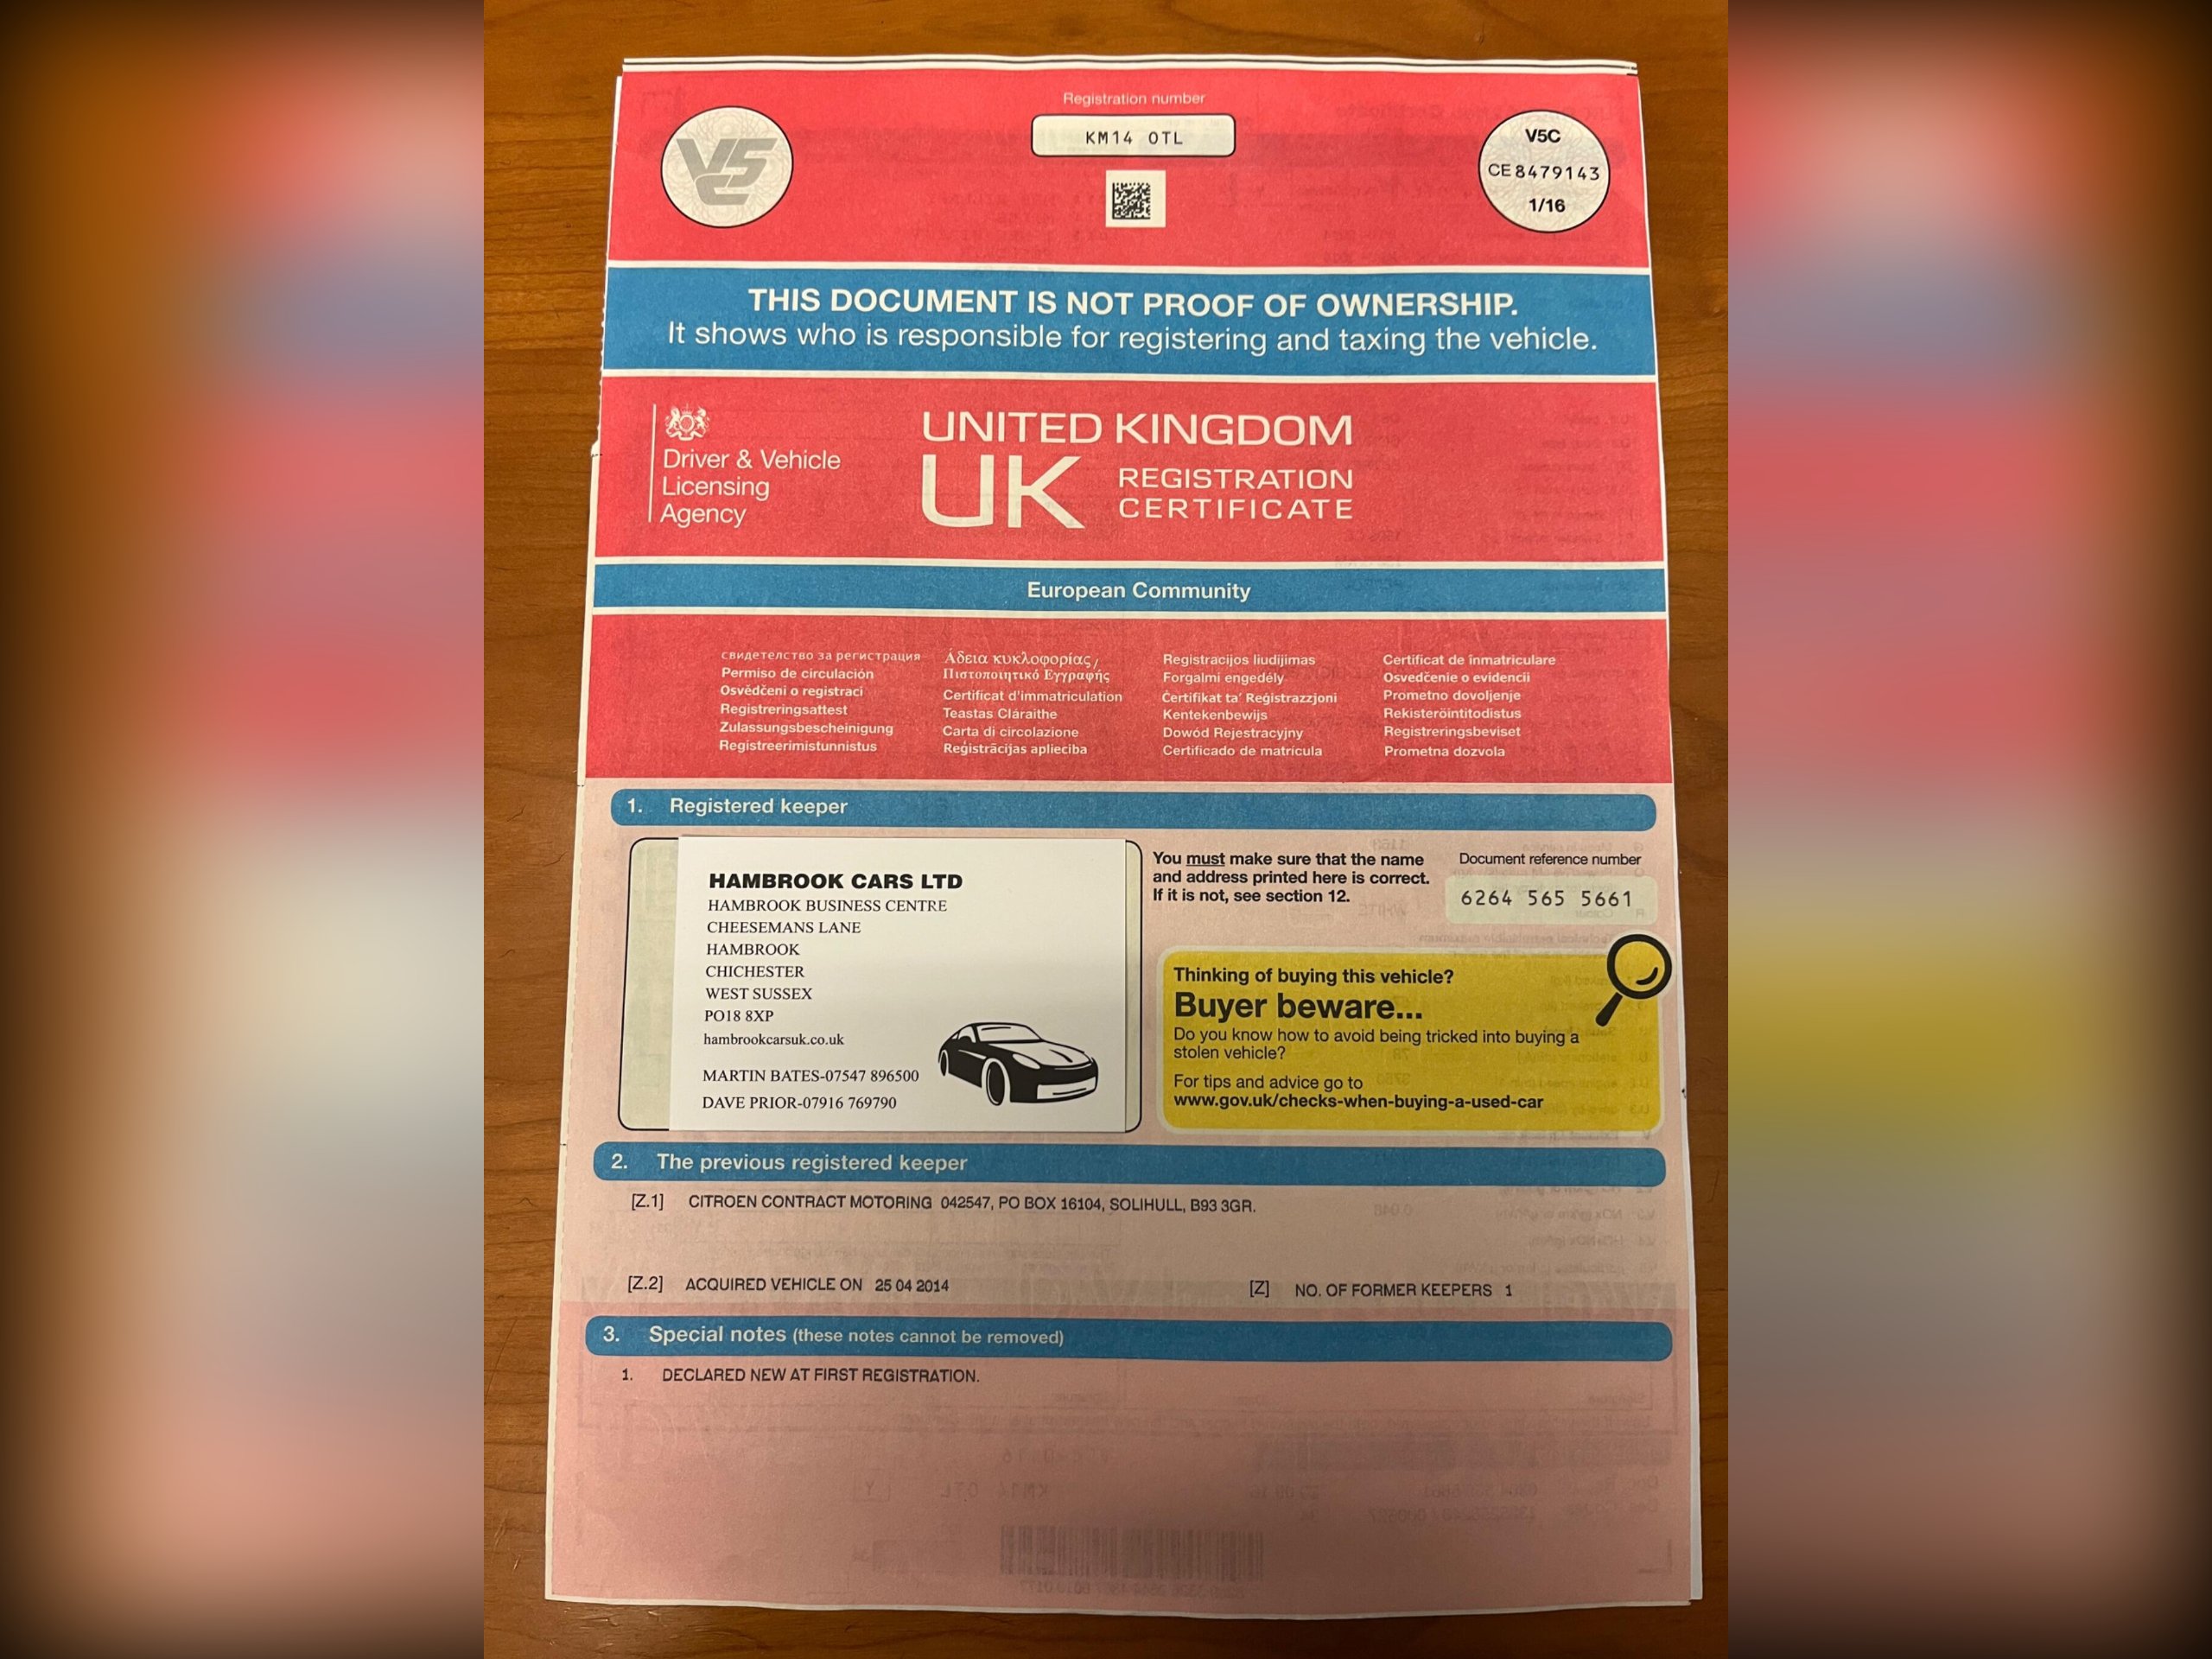 Registration number
KM14 OTL
V5C
V5C
CE 8479143
1/16
THIS DOCUMENT IS NOT PROOF OF OWNERSHIP.
It shows who is responsible for registering and taxing the vehicle.
Driver & Vehicle
Licensing
Agency
UNITED KINGDOM
UK REGISTRATION
CERTIFICATE
European Community
свидетелство за регистрация
Permiso de circulación
Osvědčení o registraci
Registreringsattest
Zulassungsbescheinigung
Registreerimistunnistus
Άδεια κυκλοφορίας/
Πιστοποιητικό Εγγραφής
Certificat d'immatriculation
Teastas Cláraithe
Carta di circolazione
Reģistrācijas apliecība
Registracijos liudijimas
Forgalmi engedély
Ċertifikat ta' Reġistrazzjoni
Kentekenbewijs
Dowód Rejestracyjny
Certificado de matrícula
Certificat de înmatriculare
Osvedčenie o evidencii
Prometno dovoljenje
Rekisteröintitodistus
Registreringsbeviset
Prometna dozvola
1. Registered keeper
HAMBROOK CARS LTD
HAMBROOK BUSINESS CENTRE
CHEESEMANS LANE
HAMBROOK
CHICHESTER
WEST SUSSEX
PO18 8XP
hambrookcarsuk.co.uk
MARTIN BATES-07547 896500
DAVE PRIOR-07916 769790
You must make sure that the name
and address printed here is correct.
If it is not, see section 12.
Document reference number
6264 565 5661
Thinking of buying this vehicle?
Buyer beware...
Do you know how to avoid being tricked into buying a
stolen vehicle?
For tips and advice go to
www.gov.uk/checks-when-buying-a-used-car
2. The previous registered keeper
[Z.1] CITROEN CONTRACT MOTORING 042547, PO BOX 16104, SOLIHULL, B93 3GR.
[Z.2] ACQUIRED VEHICLE ON 25 04 2014
[Z] NO. OF FORMER KEEPERS 1
3. Special notes (these notes cannot be removed)
1. DECLARED NEW AT FIRST REGISTRATION.